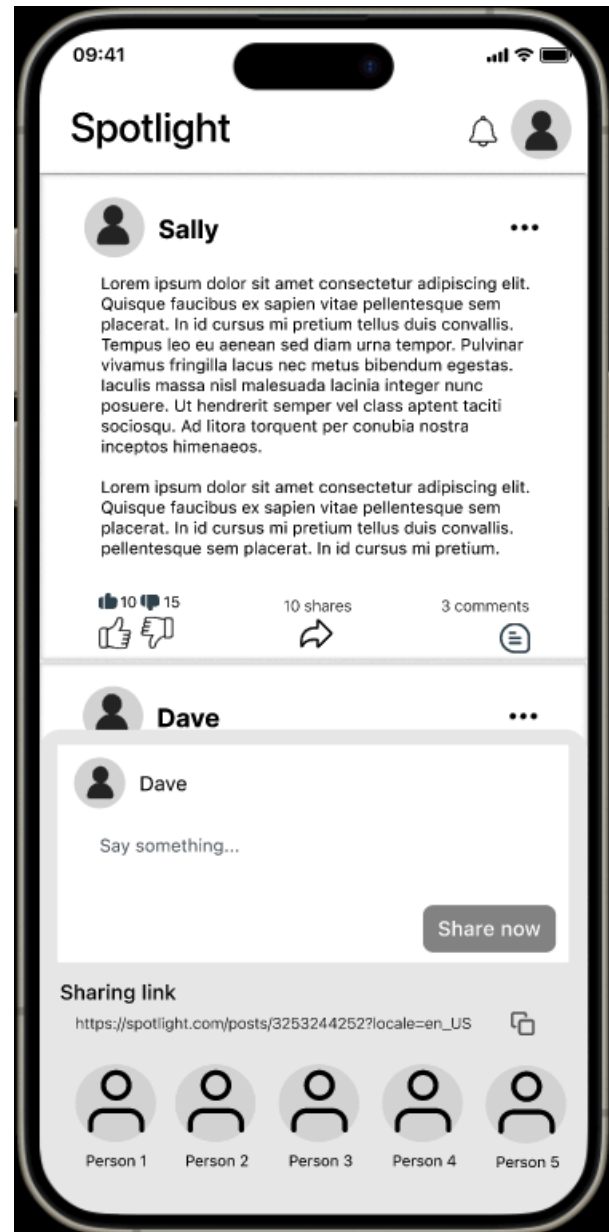 09:41
Spotlight
Sally
Lorem ipsum dolor sit amet consectetur adipiscing elit.
Quisque faucibus ex sapien vitae pellentesque sem
placerat. In id cursus mi pretium tellus duis convallis.
Tempus leo eu aenean sed diam urna tempor. Pulvinar
vivamus fringilla lacus nec metus bibendum egestas.
Iaculis massa nisl malesuada lacinia integer nunc
posuere. Ut hendrerit semper vel class aptent taciti
sociosqu. Ad litora torquent per conubia nostra
inceptos himenaeos.
Lorem ipsum dolor sit amet consectetur adipiscing elit.
Quisque faucibus ex sapien vitae pellentesque sem
placerat. In id cursus mi pretium tellus duis convallis.
pellentesque sem placerat. In id cursus mi pretium.
10 15 10 shares 3 comments
Dave
Dave
Say something...
Share now
Sharing link
https://spotlight.com/posts/3253244252?locale=en_US
Person 1 Person 2 Person 3 Person 4 Person 5